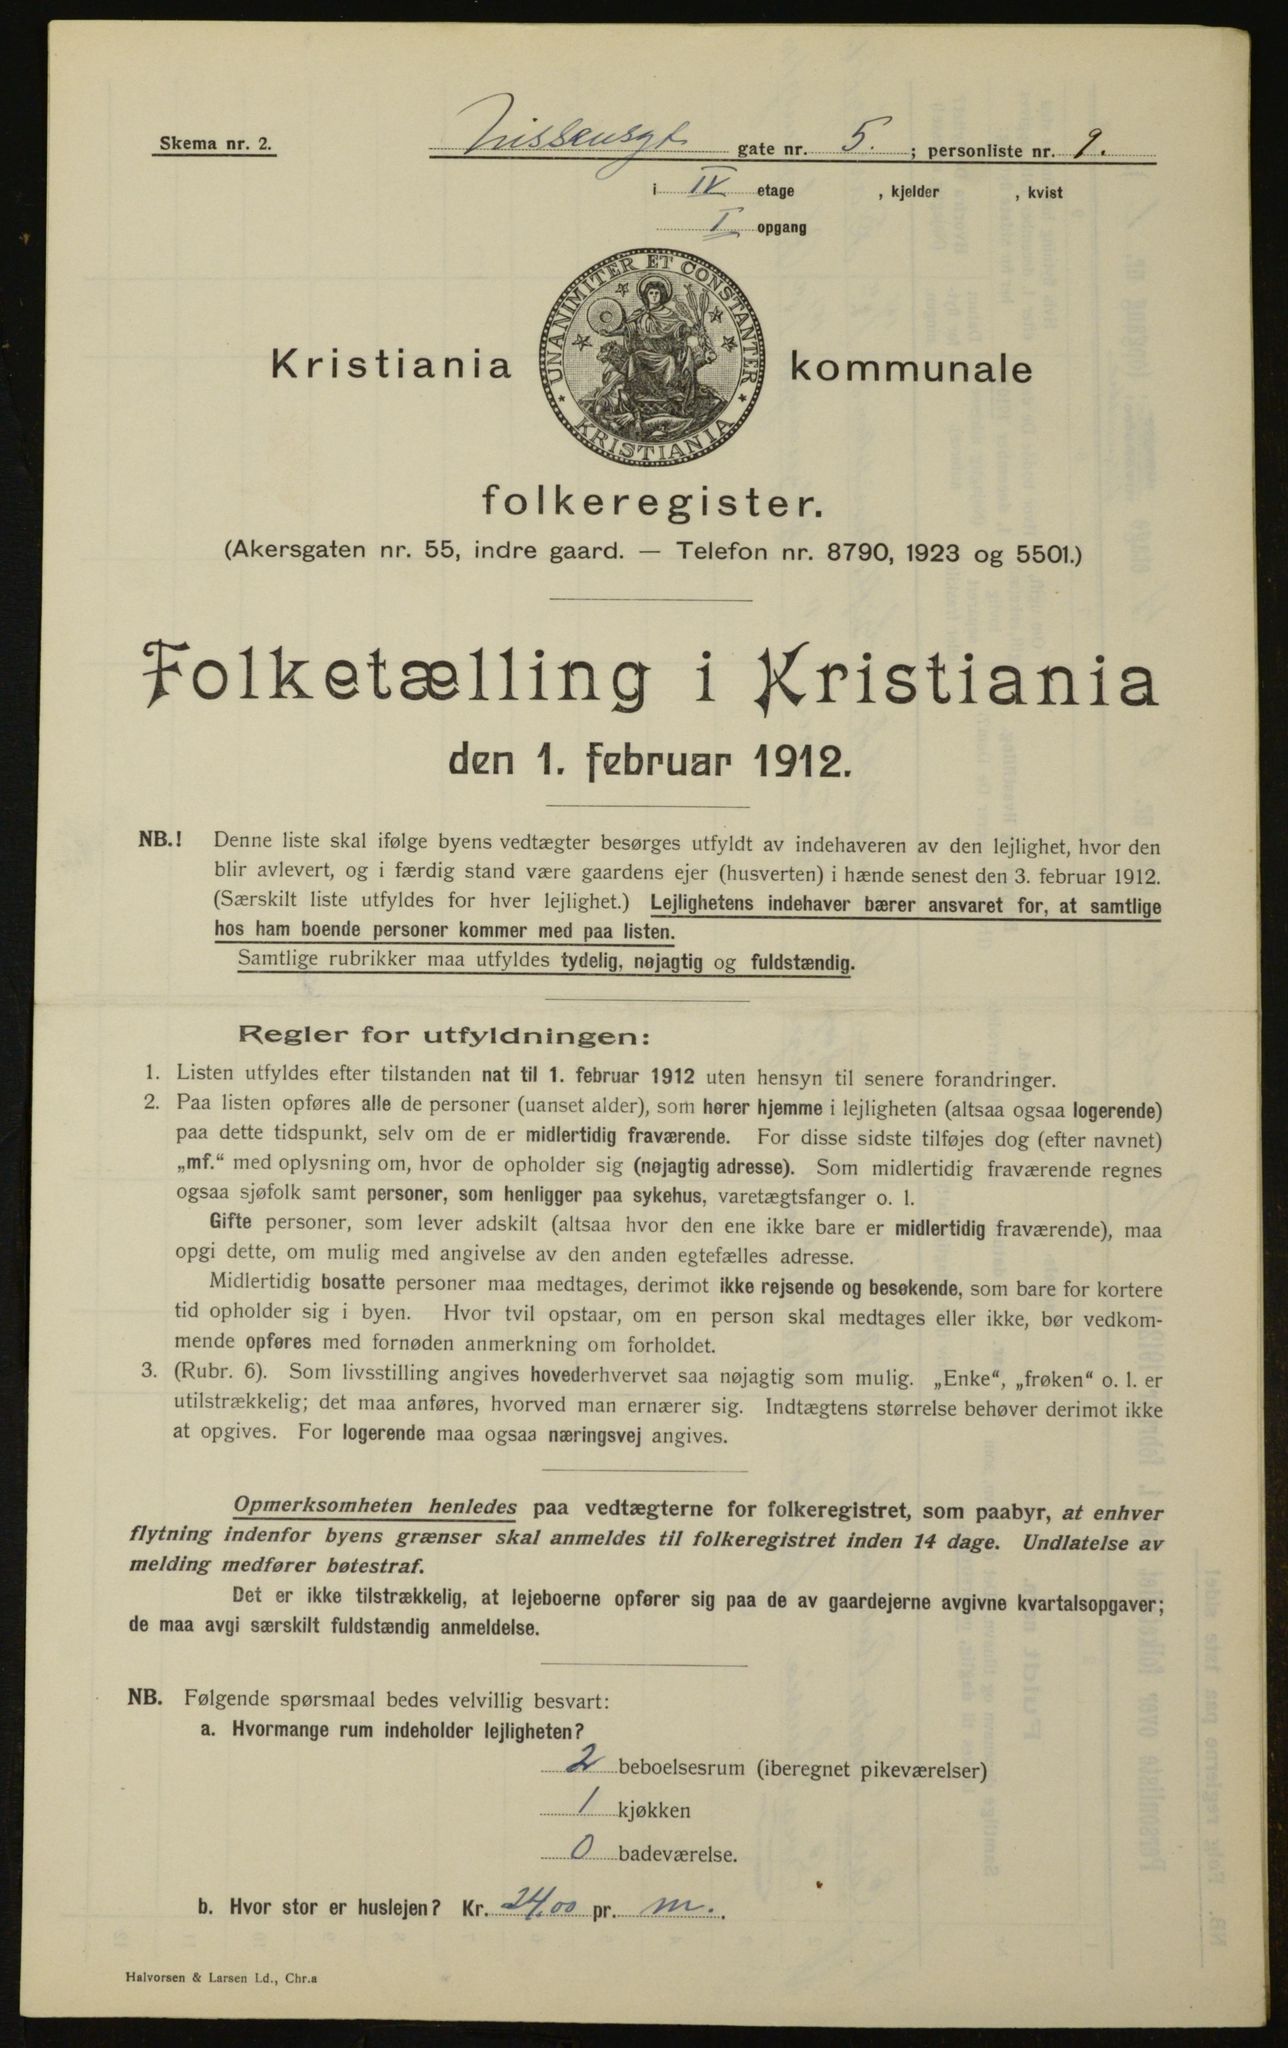 Skema nr. 2.
Nissensgt gate nr. 5. ; personliste nr. 9.
i IV etage , kjelder , kvist
I opgang
UNANIMITER ET CONSTANTER
* KRISTIANIA *
Kristiania kommunale
folkeregister.
(Akersgaten nr. 55, indre gaard. — Telefon nr. 8790, 1923 og 5501.)
Folketælling i Kristiania
den 1. februar 1912.
NB.! Denne liste skal ifølge byens vedtægter besørges utfyldt av indehaveren av den lejlighet, hvor den
blir avlevert, og i færdig stand være gaardens ejer (husverten) i hænde senest den 3. februar 1912.
(Særskilt liste utfyldes for hver lejlighet.) Lejlighetens indehaver bærer ansvaret for, at samtlige
hos ham boende personer kommer med paa listen.
Samtlige rubrikker maa utfyldes tydelig, nøjagtig og fuldstændig.
Regler for utfyldningen:
1. Listen utfyldes efter tilstanden nat til 1. februar 1912 uten hensyn til senere forandringer.
2. Paa listen opføres alle de personer (uanset alder), som hører hjemme i lejligheten (altsaa ogsaa logerende)
paa dette tidspunkt, selv om de er midlertidig fraværende. For disse sidste tilføjes dog (efter navnet)
„mf.“ med oplysning om, hvor de opholder sig (nøjagtig adresse). Som midlertidig fraværende regnes
ogsaa sjøfolk samt personer, som henligger paa sykehus, varetægtsfanger o. l.
Gifte personer, som lever adskilt (altsaa hvor den ene ikke bare er midlertidig fraværende), maa
opgi dette, om mulig med angivelse av den anden egtefælles adresse.
Midlertidig bosatte personer maa medtages, derimot ikke rejsende og besøkende, som bare for kortere
tid opholder sig i byen. Hvor tvil opstaar, om en person skal medtages eller ikke, bør vedkom-
mende opføres med fornøden anmerkning om forholdet.
3. (Rubr. 6). Som livsstilling angives hovederhvervet saa nøjagtig som mulig. „Enke“, „frøken“ o. l. er
utilstrækkelig; det maa anføres, hvorved man ernærer sig. Indtægtens størrelse behøver derimot ikke
at opgives. For logerende maa ogsaa næringsvej angives.
Opmerksomheten henledes paa vedtægterne for folkeregistret, som paabyr, at enhver
flytning indenfor byens grænser skal anmeldes til folkeregistret inden 14 dage. Undlatelse av
melding medfører bøtestraf.
Det er ikke tilstrækkelig, at lejeboerne opfører sig paa de av gaardejerne avgivne kvartalsopgaver;
de maa avgi særskilt fuldstændig anmeldelse.
NB. Følgende spørsmaal bedes velvillig besvart:
a. Hvormange rum indeholder lejligheten?
2 beboelsesrum (iberegnet pikeværelser)
1 kjøkken
0 badeværelse.
b. Hvor stor er huslejen? Kr. 24.00 pr. m.
Halvorsen & Larsen Ld., Chr.a